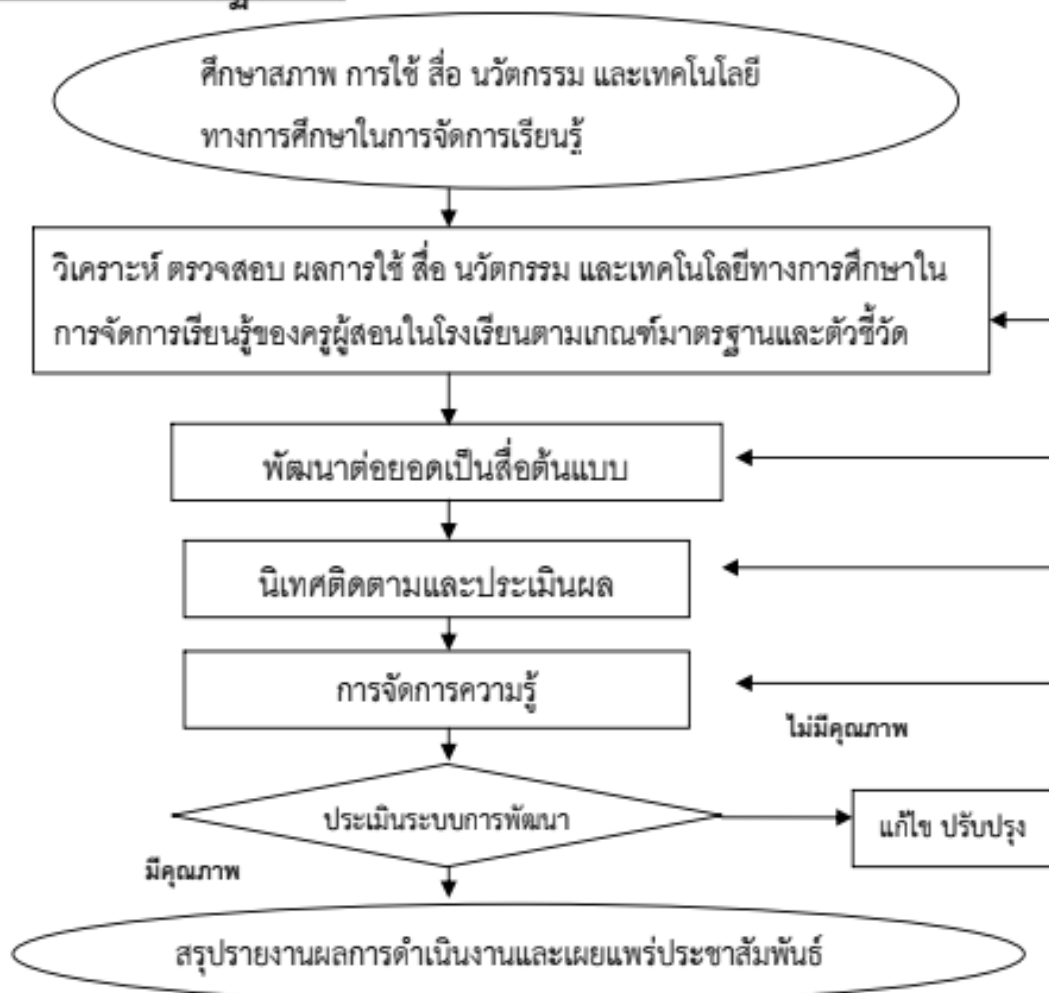 ศึกษาสภาพ การใช้ สื่อ นวัตกรรม และเทคโนโลยี
ทางการศึกษาในการจัดการเรียนรู้
วิเคราะห์ ตรวจสอบ ผลการใช้ สื่อ นวัตกรรม และเทคโนโลยีทางการศึกษาใน
การจัดการเรียนรู้ของครูผู้สอนในโรงเรียนตามเกณฑ์มาตรฐานและตัวชี้วัด
พัฒนาต่อยอดเป็นสื่อต้นแบบ
นิเทศติดตามและประเมินผล
การจัดการความรู้
ไม่มีคุณภาพ
ประเมินระบบการพัฒนา
แก้ไข ปรับปรุง
มีคุณภาพ
สรุปรายงานผลการดำเนินงานและเผยแพร่ประชาสัมพันธ์